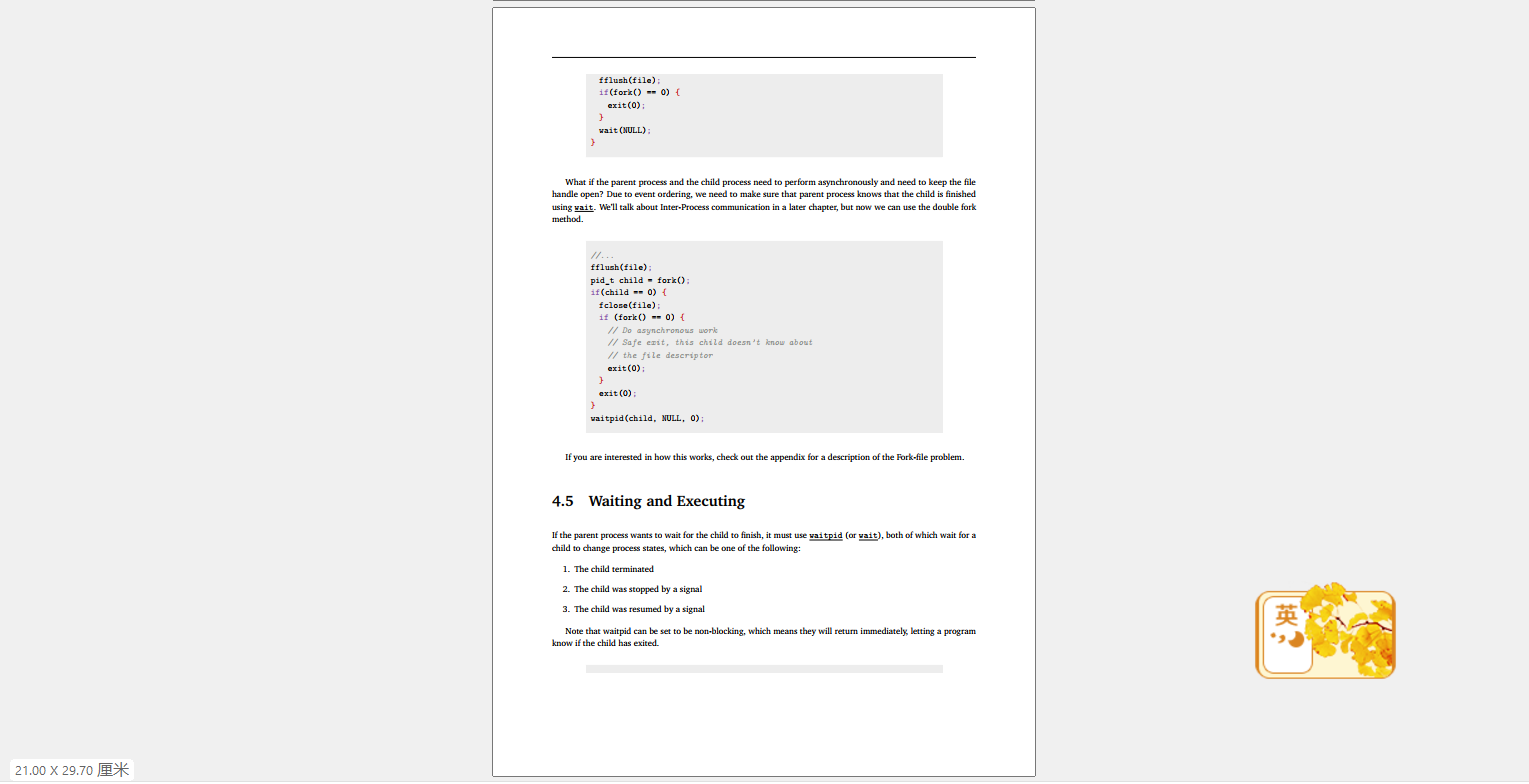 fflush(file);
if(fork() == 0) {
exit(0);
}
wait(NULL);
}
What if the parent process and the child process need to perform asynchronously and need to keep the file
handle open? Due to event ordering, we need to make sure that parent process knows that the child is finished
using wait. We'll talk about Inter-Process communication in a later chapter, but now we can use the double fork
method.
//...
fflush(file);
pid_t child = fork();
if(child == 0) {
fclose(file);
if (fork() == 0) {
// Do asynchronous work
// Safe exit, this child doesn't know about
// the file descriptor
exit(0);
}
exit(0);
}
waitpid(child, NULL, 0);
If you are interested in how this works, check out the appendix for a description of the Fork-file problem.
4.5 Waiting and Executing
If the parent process wants to wait for the child to finish, it must use waitpid (or wait), both of which wait for a
child to change process states, which can be one of the following:
1. The child terminated
2. The child was stopped by a signal
3. The child was resumed by a signal
Note that waitpid can be set to be non-blocking, which means they will return immediately, letting a program
know if the child has exited.
英
21.00 X 29.70 厘米